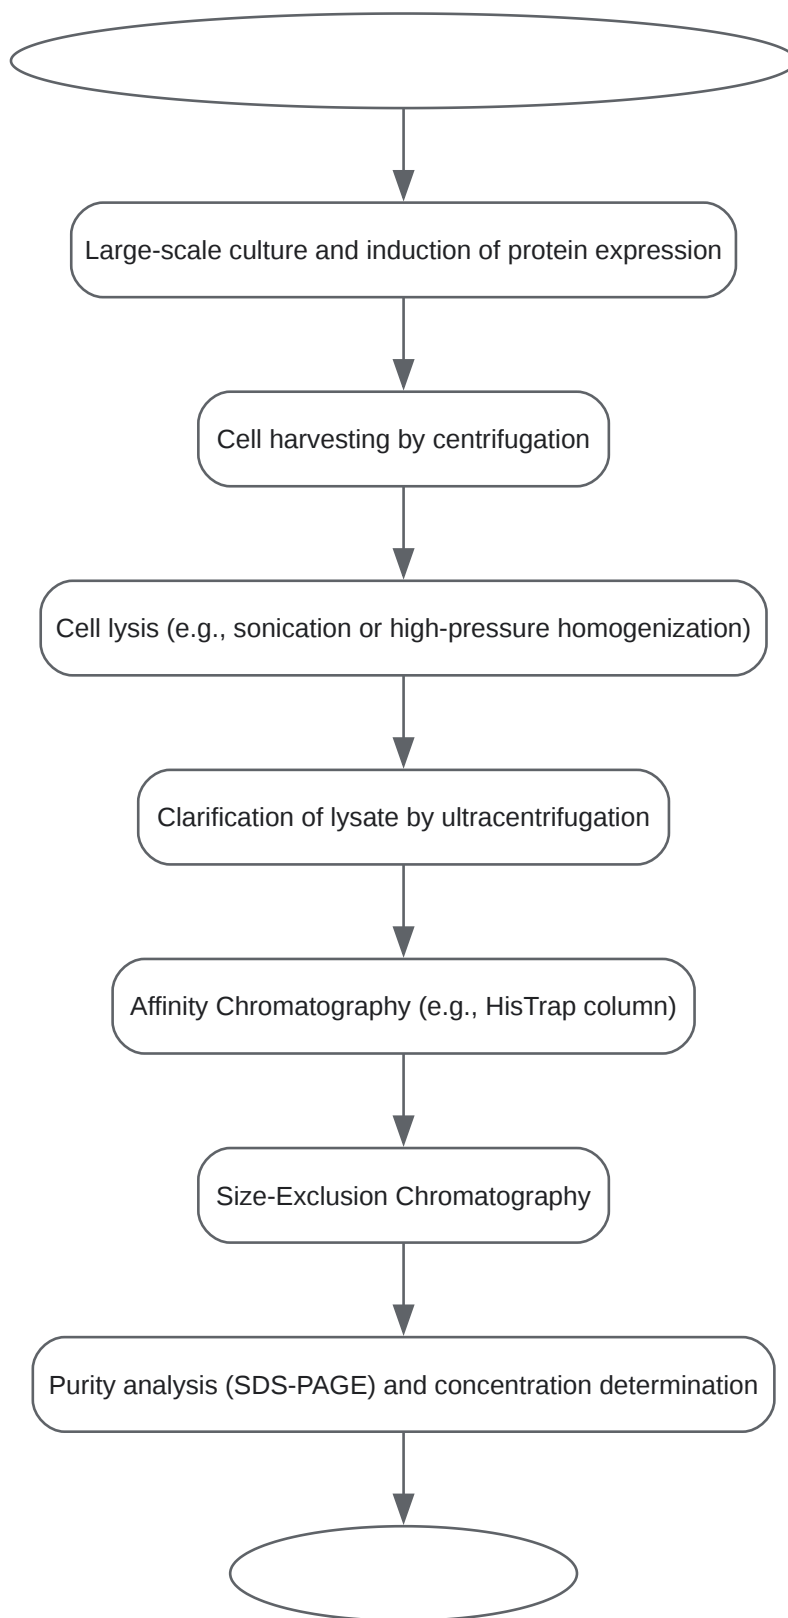 Large-scale culture and induction of protein expression
Cell harvesting by centrifugation
Cell lysis (e.g., sonication or high-pressure homogenization)
Clarification of lysate by ultracentrifugation
Affinity Chromatography (e.g., HisTrap column)
Size-Exclusion Chromatography
Purity analysis (SDS-PAGE) and concentration determination